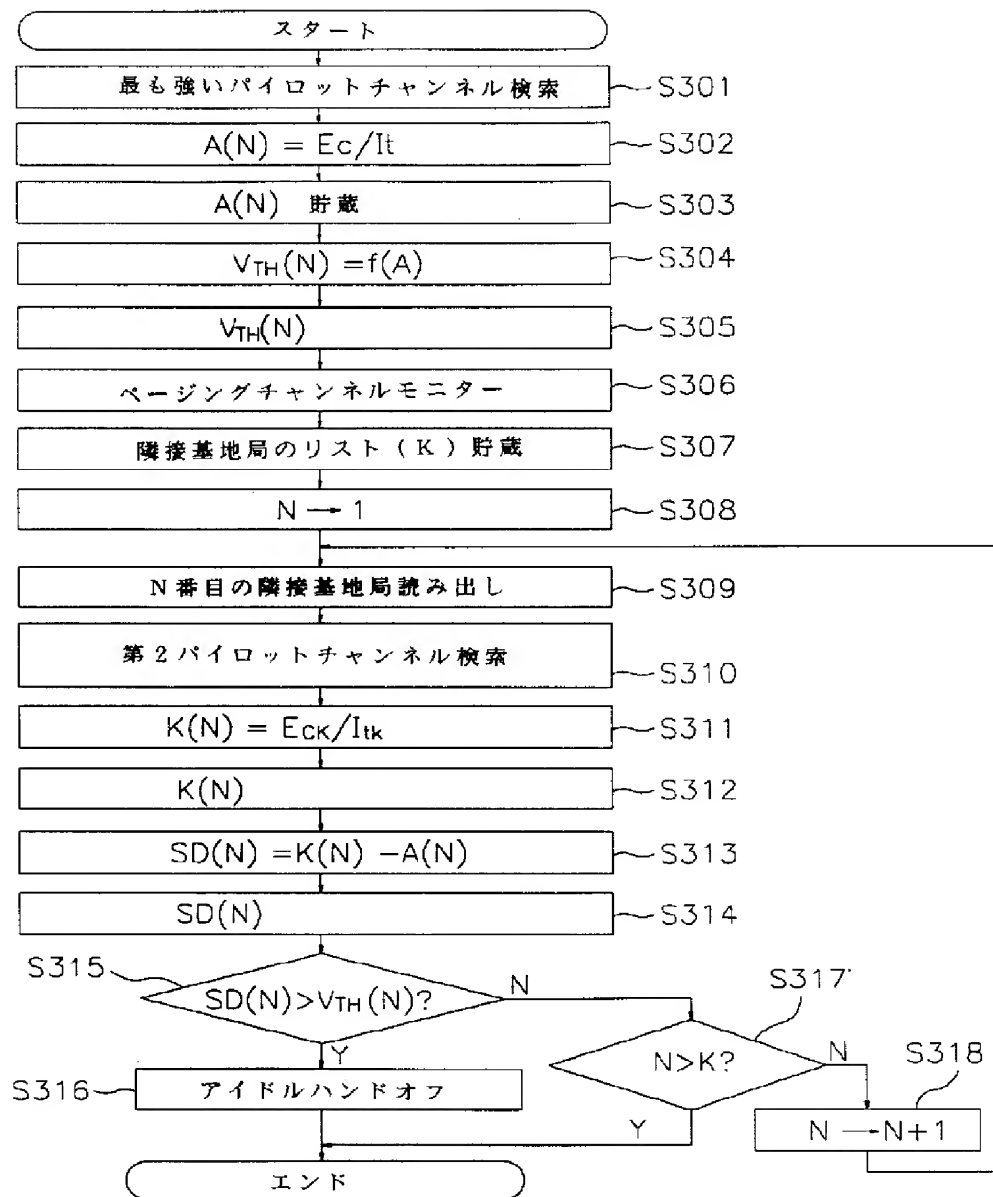 スタート
最も強いパイロットチャンネル検索
S301
A(N) = Ec/It
S302
A(N) 貯蔵
S303
VTH(N) =f(A)
S304
VTH(N)
S305
ページングチャンネルモニター
S306
隣接基地局のリスト(K)貯蔵
S307
N → 1
S308
N番目の隣接基地局読み出し
S309
第2パイロットチャンネル検索
S310
K(N) = ECK/Itk
S311
K(N)
S312
SD(N) =K(N) -A(N)
S313
SD(N)
S314
S315
SD(N)>VTH(N)?
N
Y
S317
N>K?
N
Y
S318
N → N+1
S316
アイドルハンドオフ
エンド